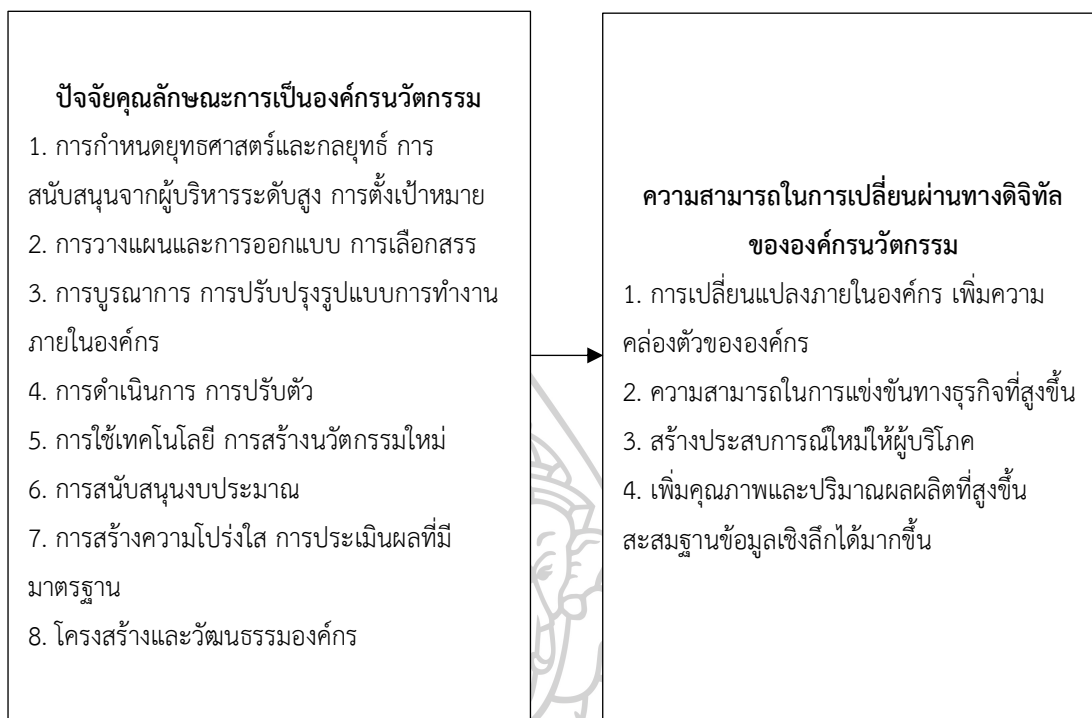 ปัจจัยคุณลักษณะการเป็นองค์กรนวัตกรรม
1. การกำหนดยุทธศาสตร์และกลยุทธ์ การ
สนับสนุนจากผู้บริหารระดับสูง การตั้งเป้าหมาย
2. การวางแผนและการออกแบบ การเลือกสรร
3. การบูรณาการ การปรับปรุงรูปแบบการทำงาน
ภายในองค์กร
4. การดำเนินการ การปรับตัว
5. การใช้เทคโนโลยี การสร้างนวัตกรรมใหม่
6. การสนับสนุนงบประมาณ
7. การสร้างความโปร่งใส การประเมินผลที่มี
มาตรฐาน
8. โครงสร้างและวัฒนธรรมองค์กร
ความสามารถในการเปลี่ยนผ่านทางดิจิทัล
ขององค์กรนวัตกรรม
1. การเปลี่ยนแปลงภายในองค์กร เพิ่มความ
คล่องตัวขององค์กร
2. ความสามารถในการแข่งขันทางธุรกิจที่สูงขึ้น
3. สร้างประสบการณ์ใหม่ให้ผู้บริโภค
4. เพิ่มคุณภาพและปริมาณผลผลิตที่สูงขึ้น
สะสมฐานข้อมูลเชิงลึกได้มากขึ้น